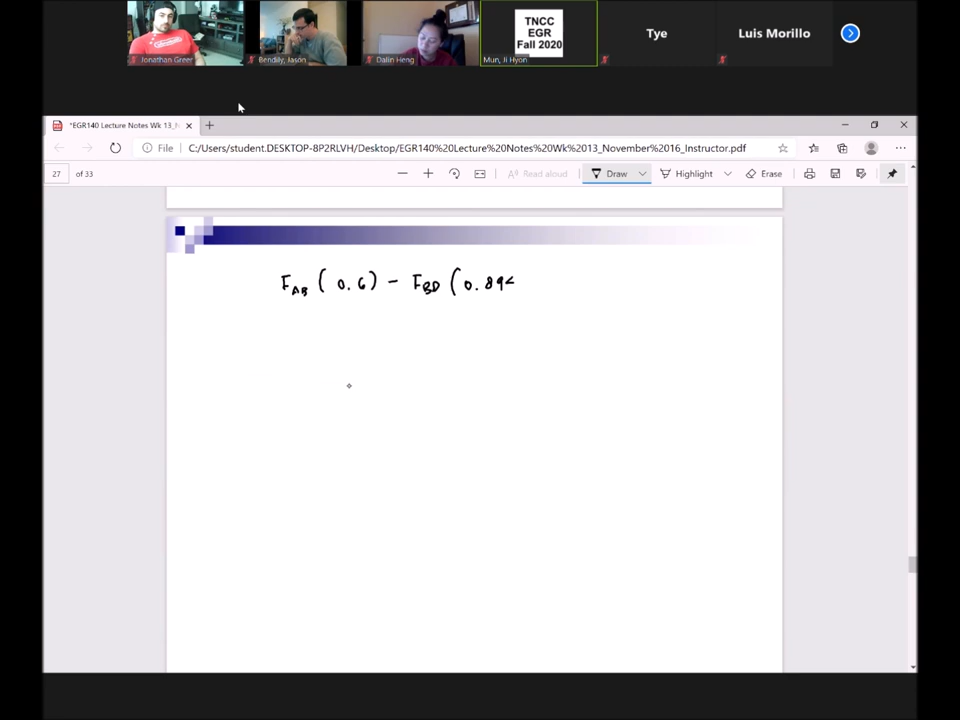 TNCC
EGR
Fall 2020
Tye
Luis Morillo
Jonathan Greer
Bendily, Jason
Dalin Heng
Mun, Ji Hyon
*EGR140 Lecture Notes Wk 13_N
File
C:/Users/student.DESKTOP-8P2RLVH/Desktop/EGR140%20Lecture%20Notes%20Wk%2013_November%2016_Instructor.pdf
27 of 33
Read aloud
Draw
Highlight
Erase
F_AB (0.6) - F_BD (0.894